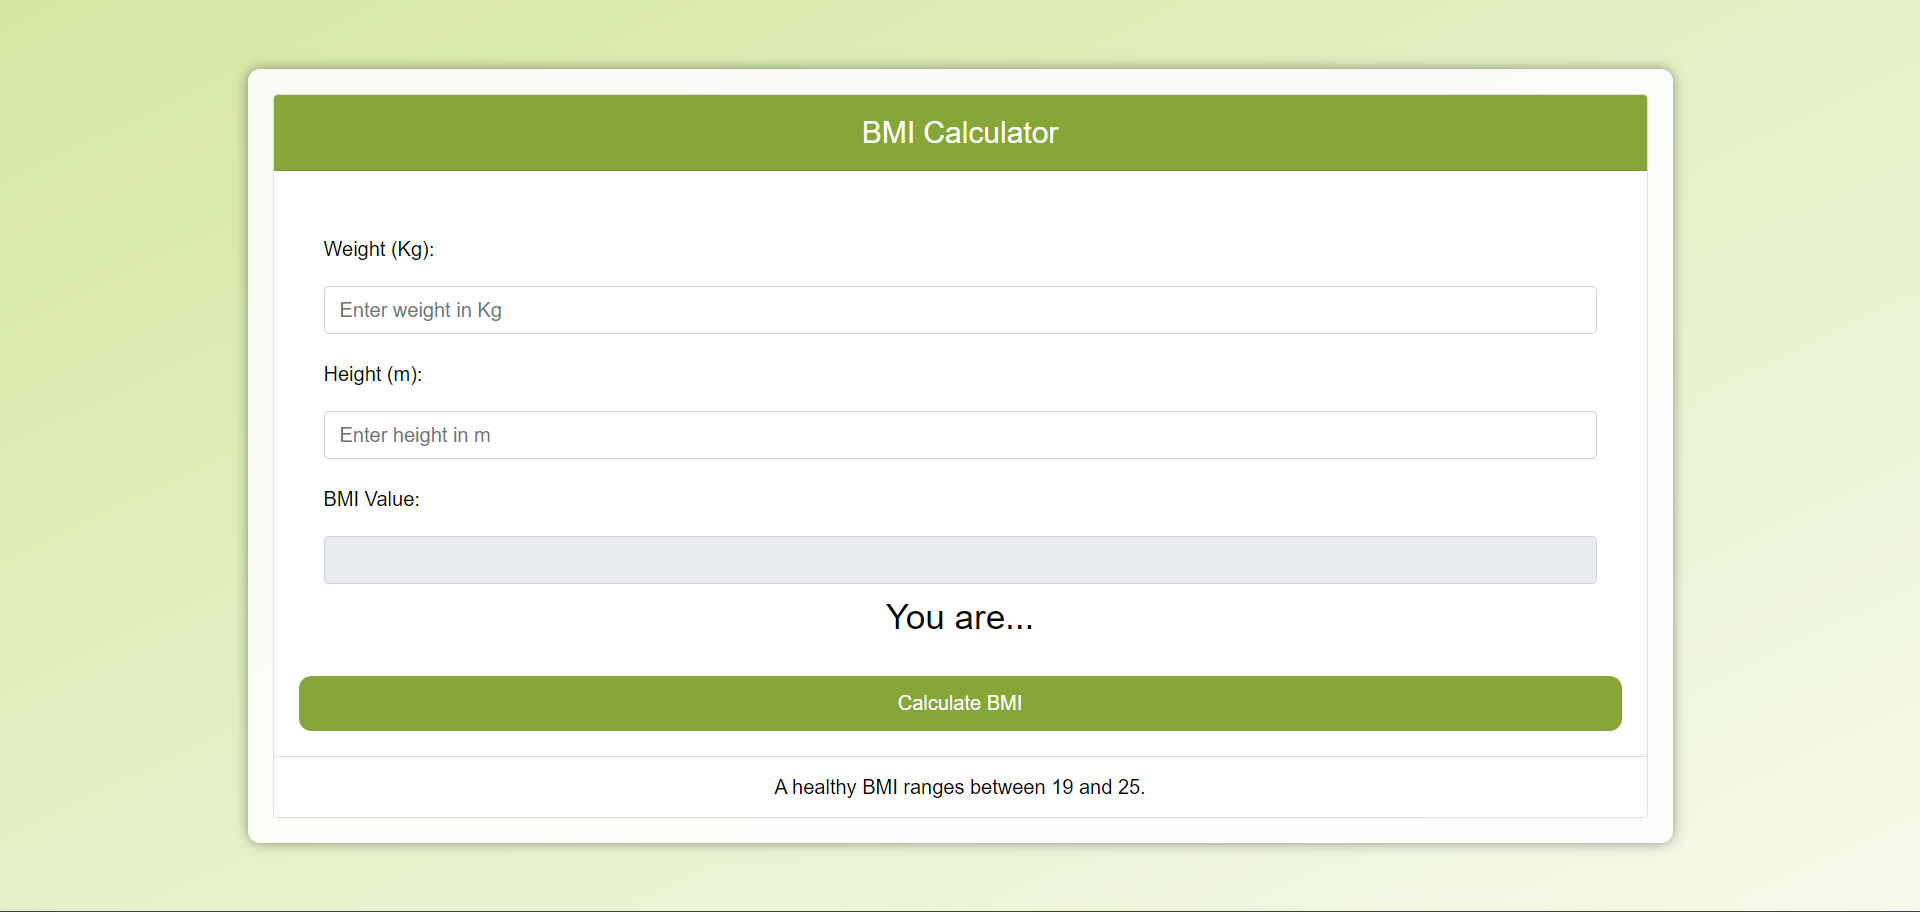 BMI Calculator
Weight (Kg):
Enter weight in Kg
Height (m):
Enter height in m
BMI Value:
You are...
Calculate BMI
A healthy BMI ranges between 19 and 25.